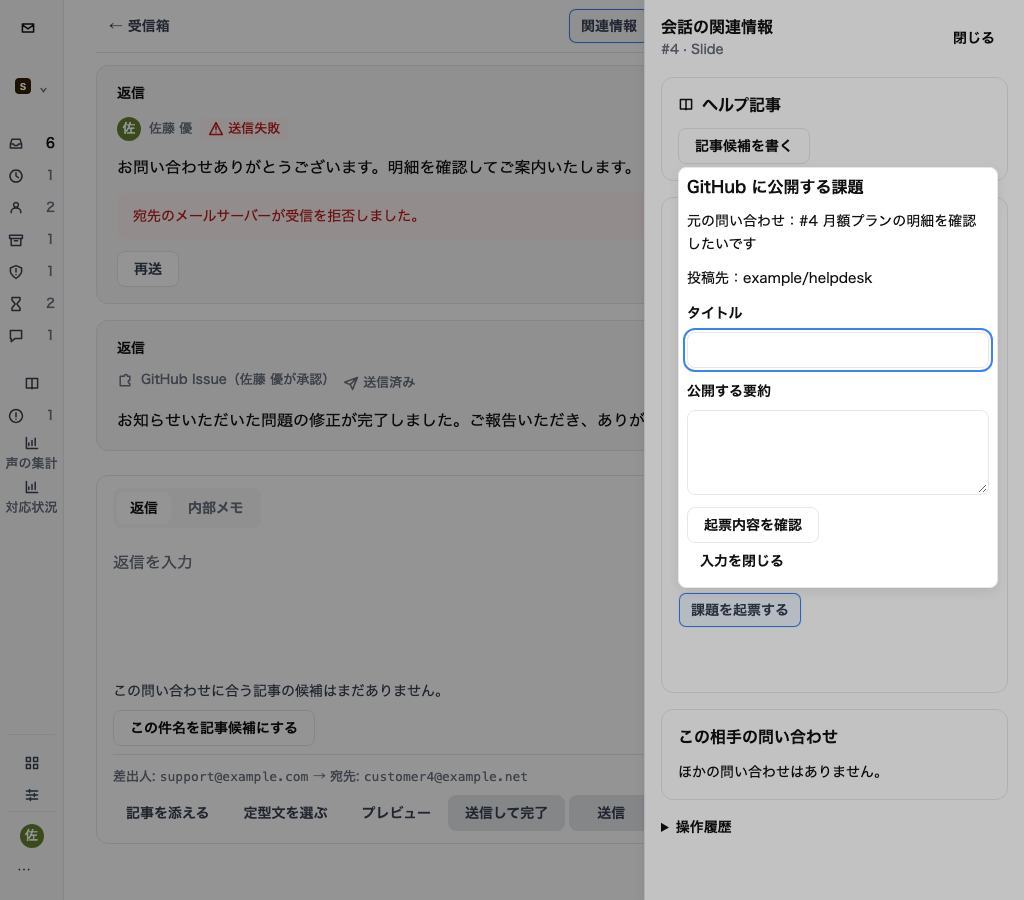 S
6
1
2
1
1
2
1
1
声の集計
対応状況
佐
…
← 受信箱
関連情報
返信
佐 佐藤 優 送信失敗
お問い合わせありがとうございます。明細を確認してご案内いたします。
宛先のメールサーバーが受信を拒否しました。
再送
返信
GitHub Issue（佐藤 優が承認） 送信済み
お知らせいただいた問題の修正が完了しました。ご報告いただき、ありが
返信 内部メモ
返信を入力
この問い合わせに合う記事の候補はまだありません。
この件名を記事候補にする
差出人: support@example.com → 宛先: customer4@example.net
記事を添える 定型文を選ぶ プレビュー 送信して完了 送信
会話の関連情報
#4 · Slide
閉じる
ヘルプ記事
記事候補を書く
GitHub に公開する課題
元の問い合わせ：#4 月額プランの明細を確認
したいです
投稿先：example/helpdesk
タイトル
公開する要約
起票内容を確認
入力を閉じる
課題を起票する
この相手の問い合わせ
ほかの問い合わせはありません。
▶ 操作履歴